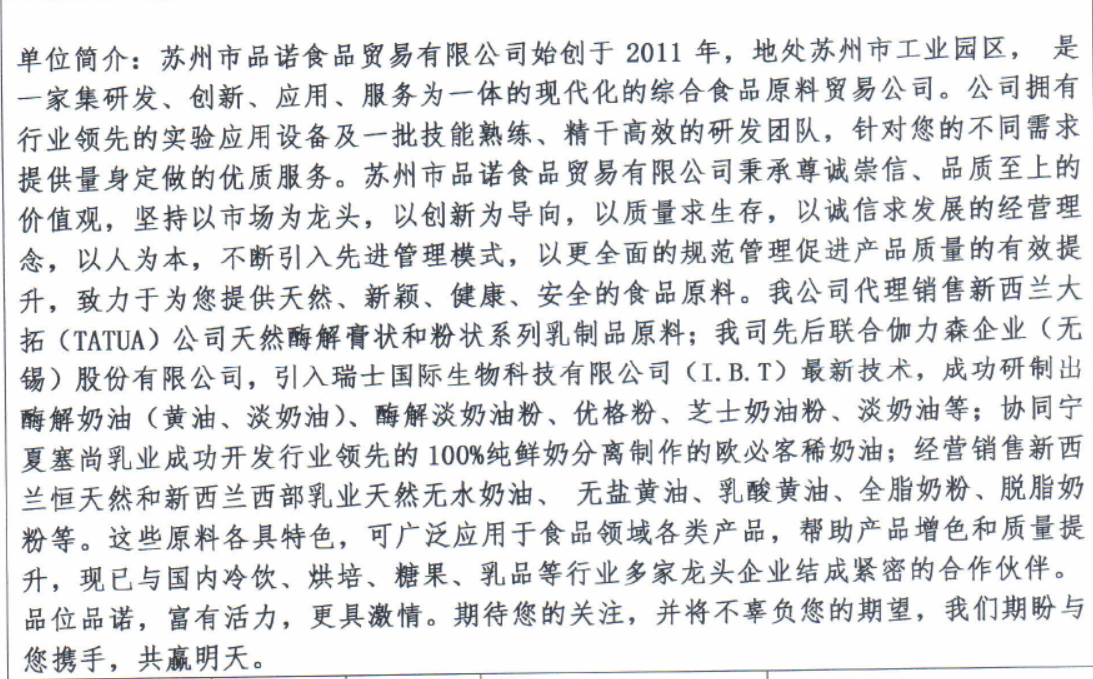 单位简介：苏州市品诺食品贸易有限公司始创于 2011 年，地处苏州市工业园区， 是
一家集研发、创新、应用、服务为一体的现代化的综合食品原料贸易公司。公司拥有
行业领先的实验应用设备及一批技能熟练、精干高效的研发团队，针对您的不同需求
提供量身定做的优质服务。苏州市品诺食品贸易有限公司秉承尊诚崇信、品质至上的
价值观，坚持以市场为龙头，以创新为导向，以质量求生存，以诚信求发展的经营理
念，以人为本，不断引入先进管理模式，以更全面的规范管理促进产品质量的有效提
升，致力于为您提供天然、新颖、健康、安全的食品原料。我公司代理销售新西兰大
拓（TATUA）公司天然酶解膏状和粉状系列乳制品原料；我司先后联合伽力森企业（无
锡）股份有限公司，引入瑞士国际生物科技有限公司（I.B.T）最新技术，成功研制出
酶解奶油（黄油、淡奶油）、酶解淡奶油粉、优格粉、芝士奶油粉、淡奶油等；协同宁
夏塞尚乳业成功开发行业领先的 100%纯鲜奶分离制作的欧必客稀奶油；经营销售新西
兰恒天然和新西兰西部乳业天然无水奶油、 无盐黄油、乳酸黄油、全脂奶粉、脱脂奶
粉等。这些原料各具特色，可广泛应用于食品领域各类产品，帮助产品增色和质量提
升，现已与国内冷饮、烘培、糖果、乳品等行业多家龙头企业结成紧密的合作伙伴。
品位品诺，富有活力，更具激情。期待您的关注，并将不辜负您的期望，我们期盼与
您携手，共赢明天。